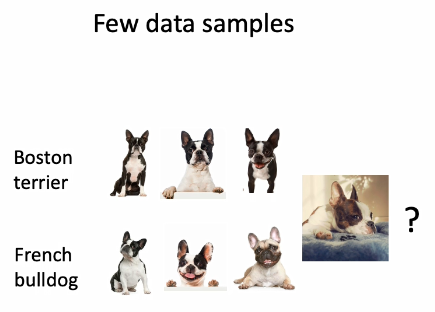 Few data samples
Boston
terrier
?
French
bulldog